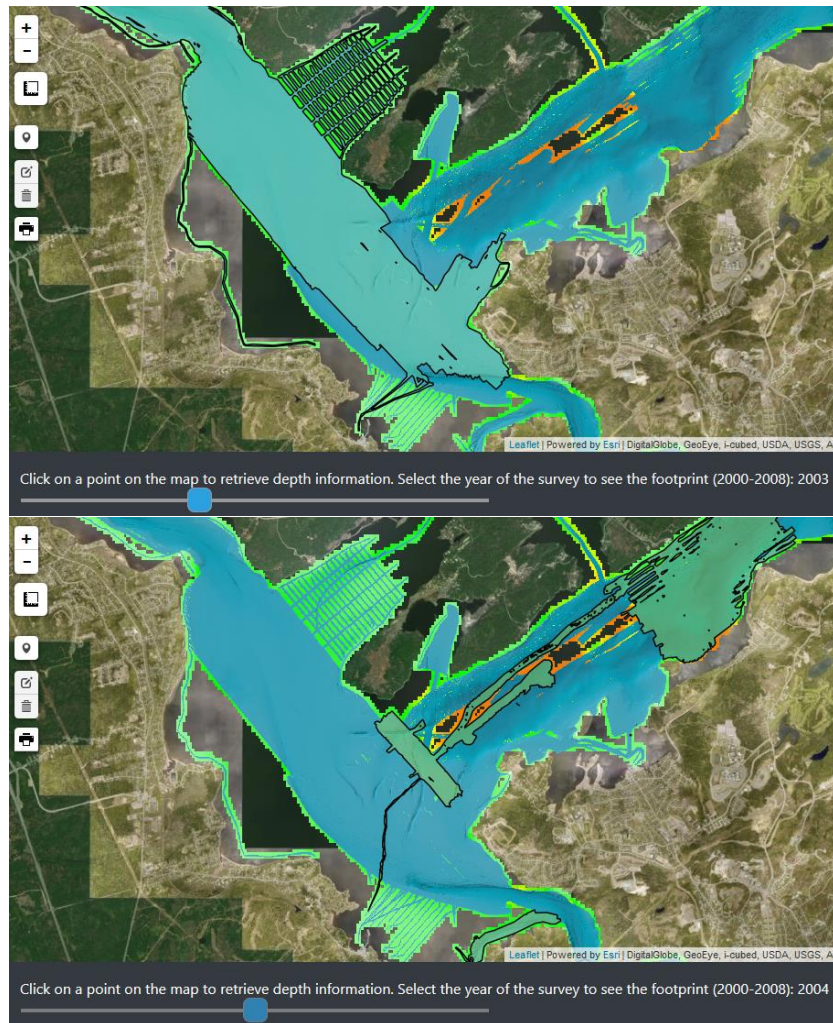 +
−
Leaflet | Powered by Esri | DigitalGlobe, GeoEye, i-cubed, USDA, USGS, A
Click on a point on the map to retrieve depth information. Select the year of the survey to see the footprint (2000-2008): 2003
+
−
Leaflet | Powered by Esri | DigitalGlobe, GeoEye, i-cubed, USDA, USGS, A
Click on a point on the map to retrieve depth information. Select the year of the survey to see the footprint (2000-2008): 2004